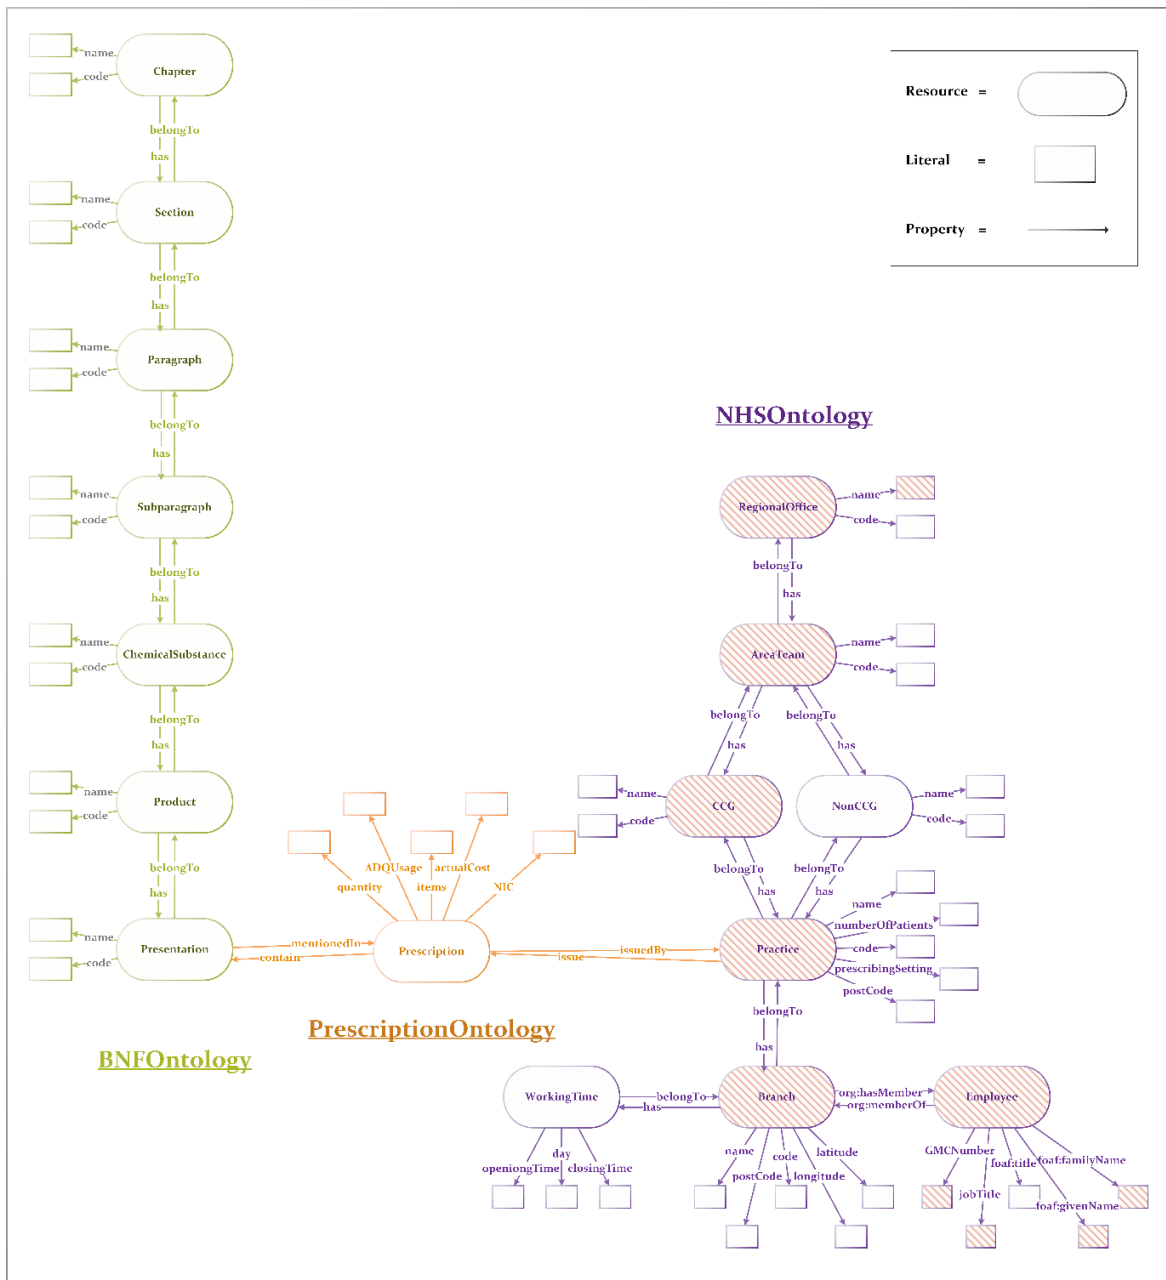 name
code
Chapter
belongTo
has
name
code
Section
belongTo
has
name
code
Paragraph
belongTo
has
name
code
Subparagraph
belongTo
has
name
code
ChemicalSubstance
belongTo
has
name
code
Product
belongTo
has
name
code
Presentation
BNFOntology
mentionedIn
contain
quantity
ADQUsage
items
actualCost
NIC
Prescription
issuedBy
issue
PrescriptionOntology
Resource =
Literal =
Property =
NHSOntology
RegionalOffice
name
code
belongTo
has
AreaTeam
name
code
belongTo
has
belongTo
has
name
code
CCG
NonCCG
name
code
belongTo
has
belongTo
has
Practice
name
numberOfPatients
code
prescribingSetting
postCode
belongTo
has
WorkingTime
belongTo
has
Branch
org:hasMember
org:memberOf
Employee
openiongTime
day
closingTime
name
postCode
code
longitude
latitude
GMCNumber
jobTitle
foaf:title
foaf:givenName
foaf:familyName